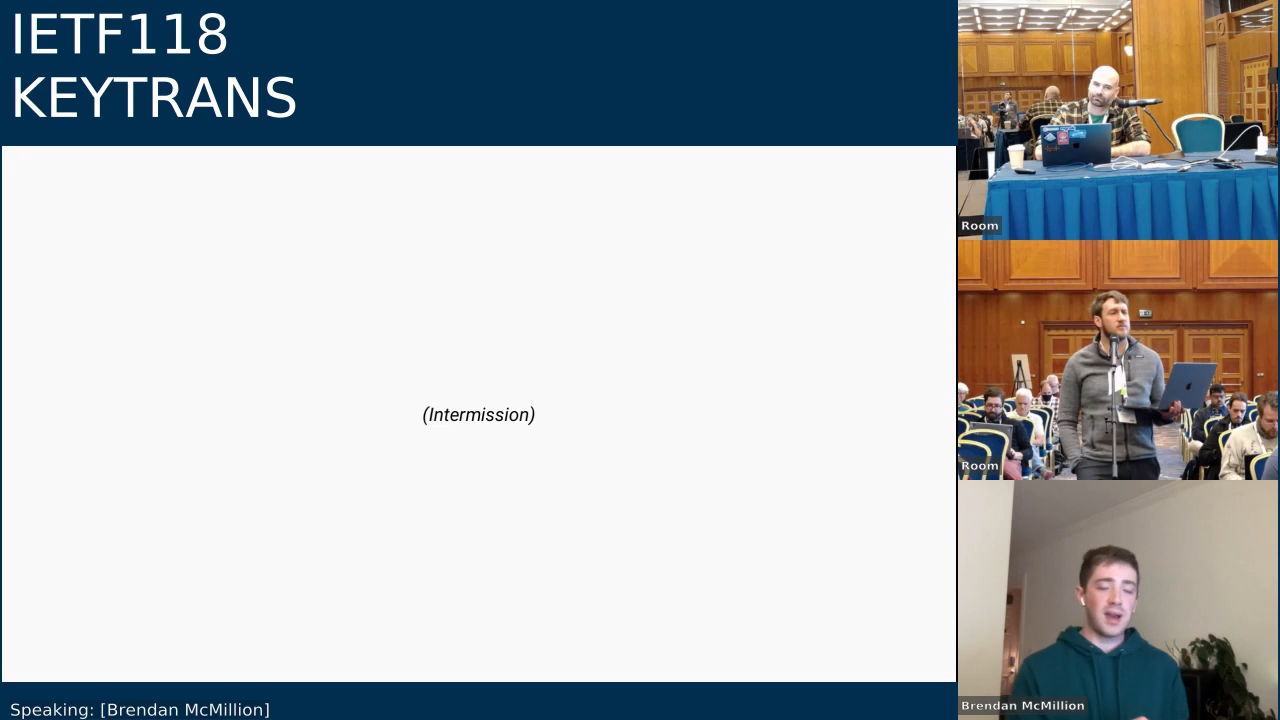 IETF118
KEYTRANS
(Intermission)
Room
Room
Brendan McMillion
Speaking: [Brendan McMillion]